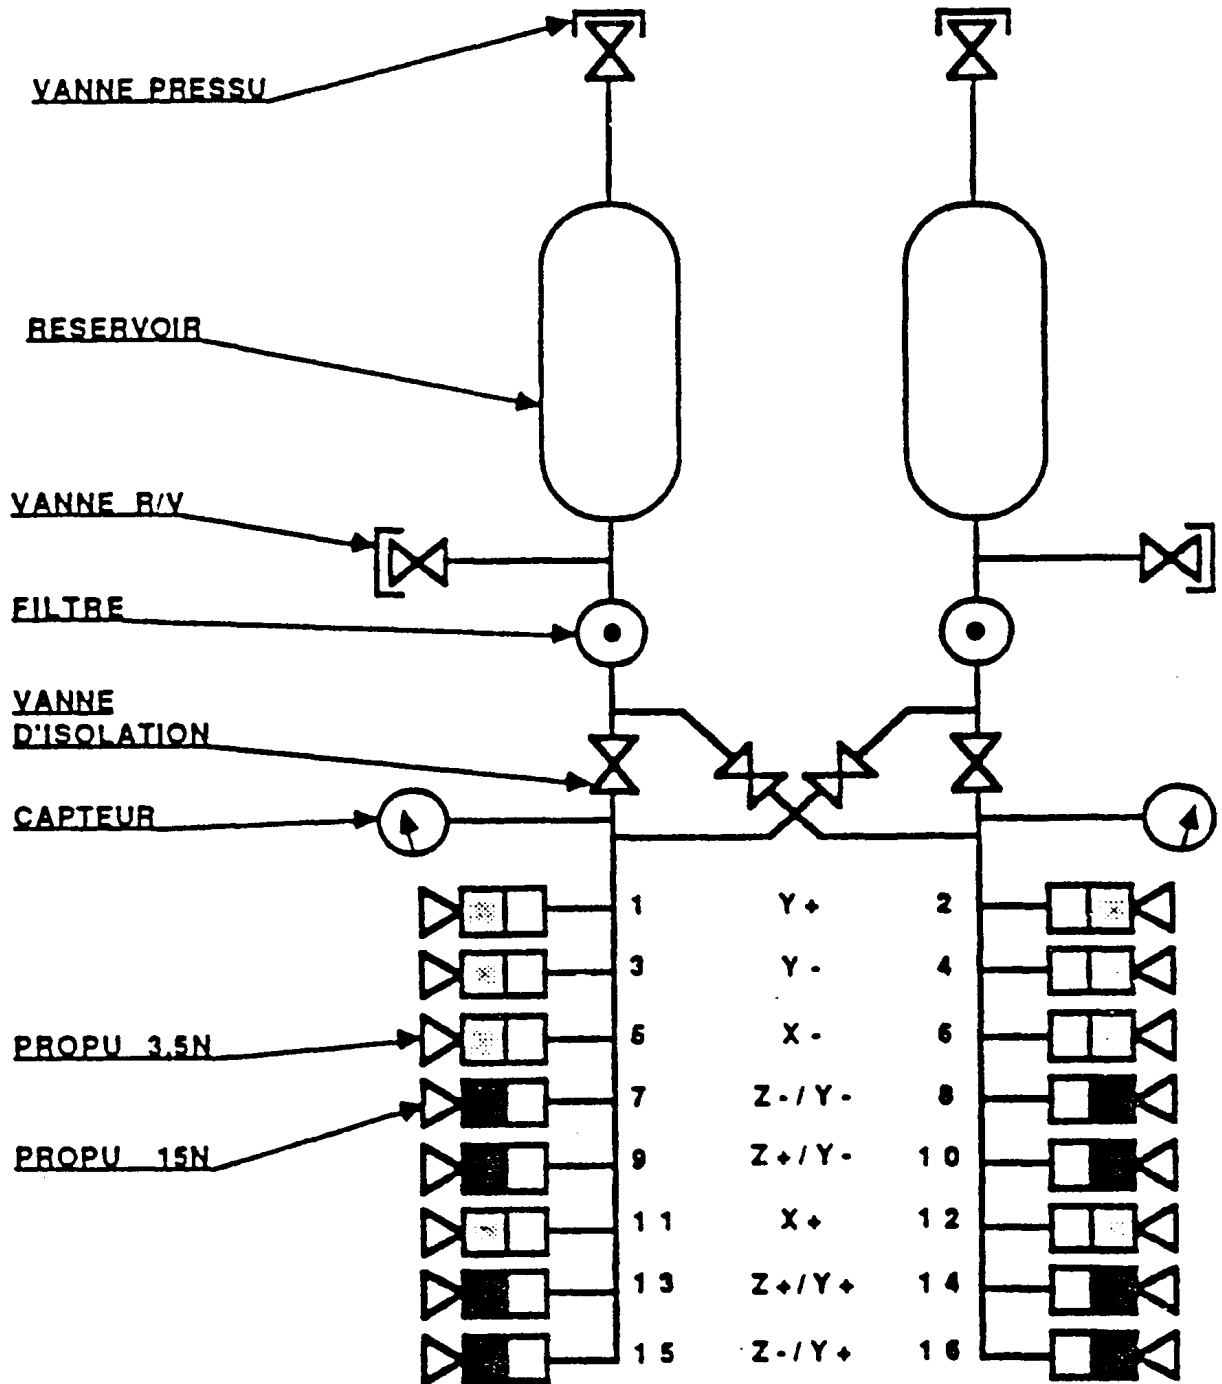 VANNE PRESSU
RESERVOIR
VANNE R/V
FILTRE
VANNE
D'ISOLATION
CAPTEUR
1 Y+ 2
3 Y- 4
5 X- 6
PROPU 3,5N
7 Z-/Y- 8
PROPU 15N
9 Z+/Y- 10
11 X+ 12
13 Z+/Y+ 14
15 Z-/Y+ 16